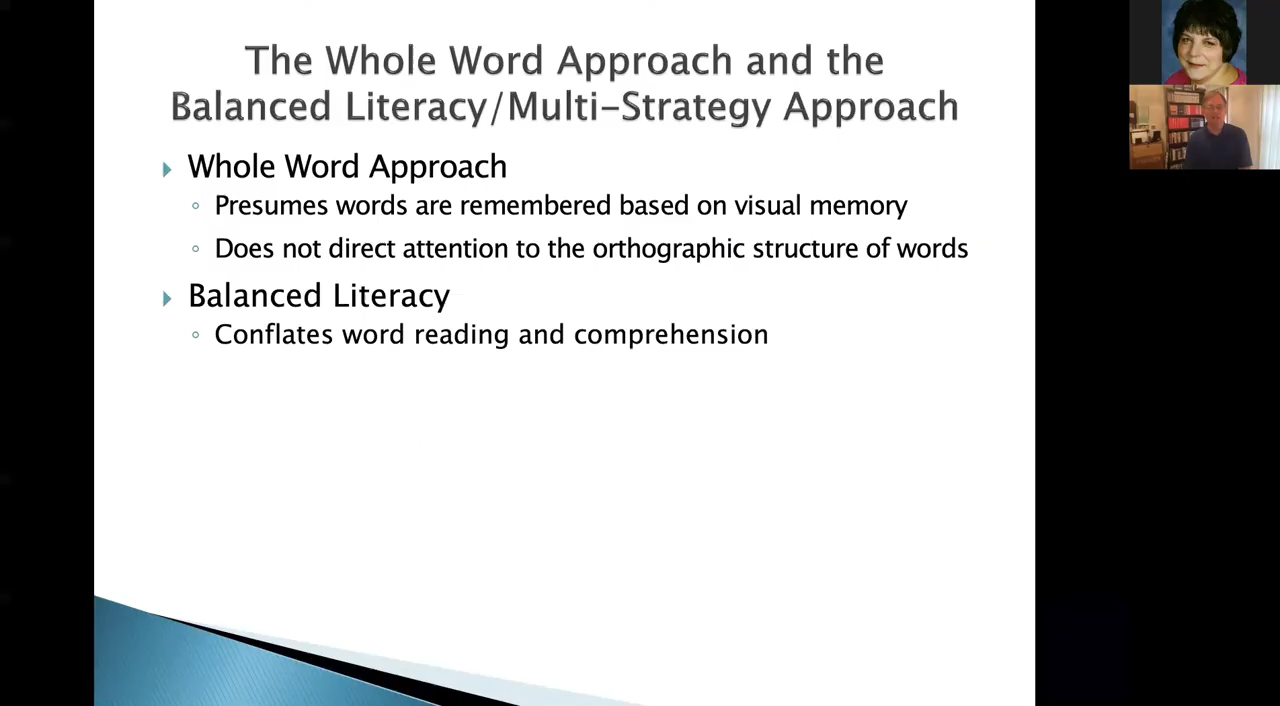 The Whole Word Approach and the
Balanced Literacy/Multi-Strategy Approach
Whole Word Approach
Presumes words are remembered based on visual memory
Does not direct attention to the orthographic structure of words
Balanced Literacy
Conflates word reading and comprehension